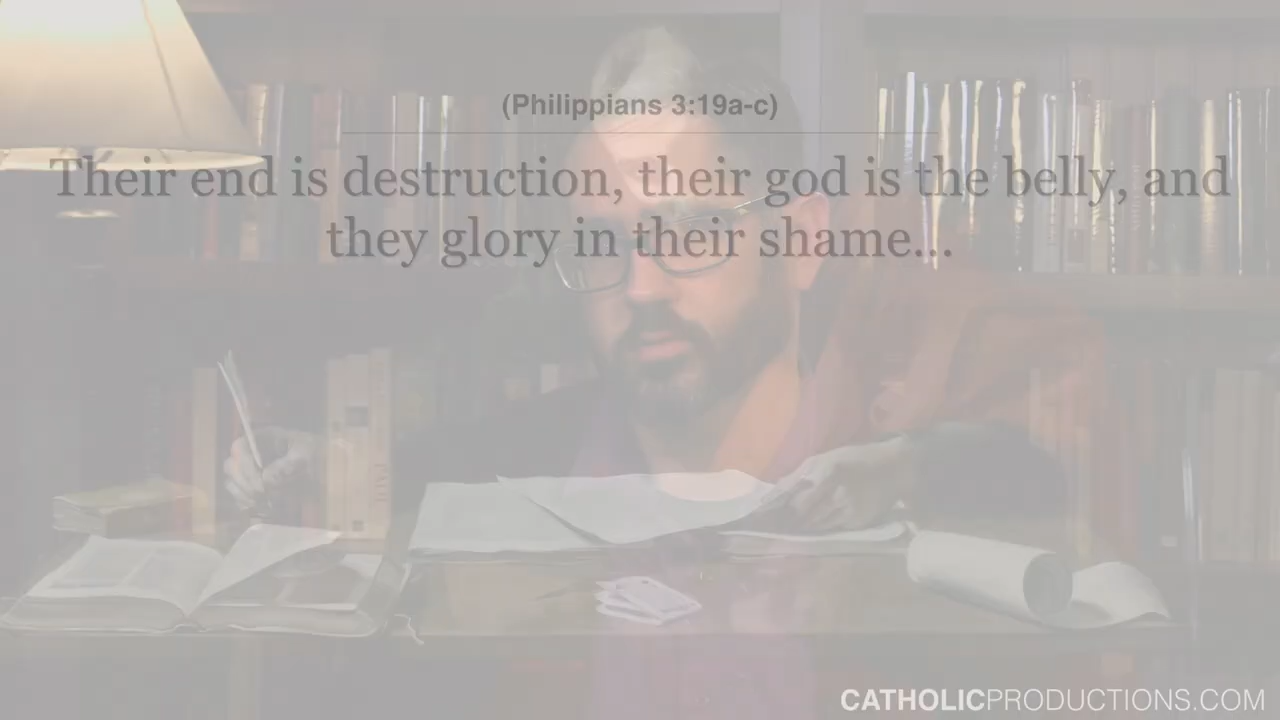 (Philippians 3:19a-c)
Their end is destruction, their god is the belly, and
they glory in their shame...
CATHOLICPRODUCTIONS.COM